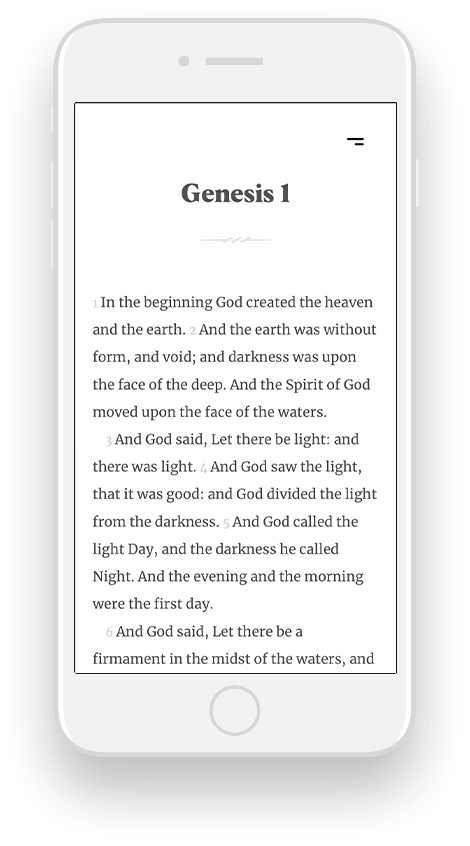 Genesis 1
1 In the beginning God created the heaven
and the earth. 2 And the earth was without
form, and void; and darkness was upon
the face of the deep. And the Spirit of God
moved upon the face of the waters.
3 And God said, Let there be light: and
there was light. 4 And God saw the light,
that it was good: and God divided the light
from the darkness. 5 And God called the
light Day, and the darkness he called
Night. And the evening and the morning
were the first day.
6 And God said, Let there be a
firmament in the midst of the waters, and